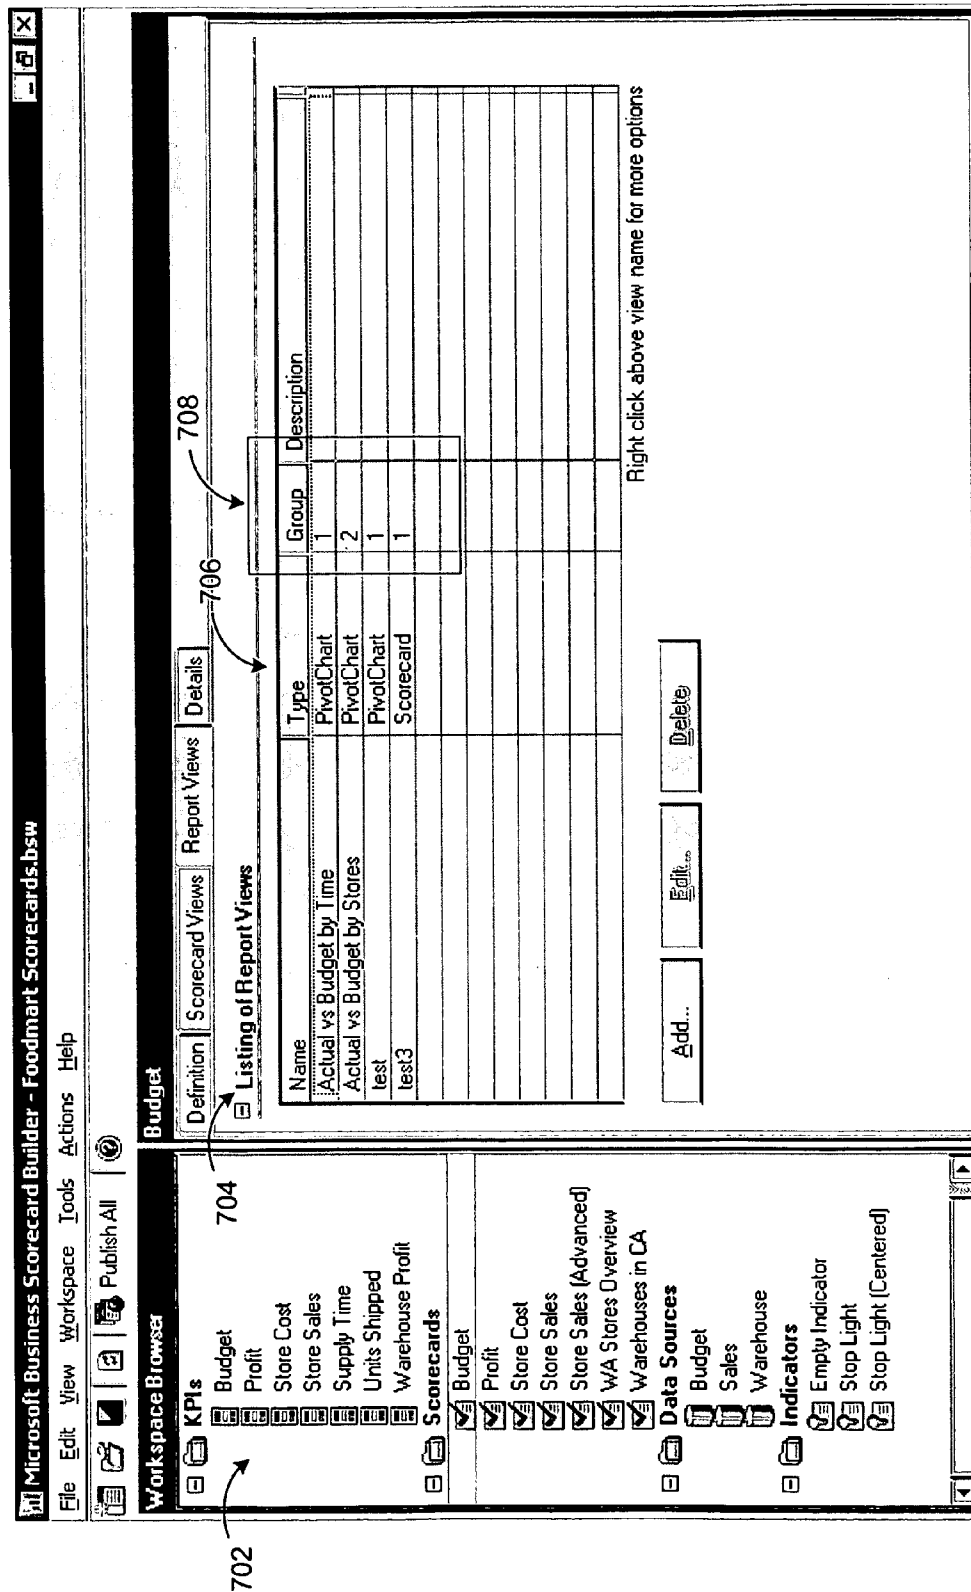 Microsoft Business Scorecard Builder - Foodmart Scorecards.bsw
File Edit View Workspace Tools Actions Help
Publish All
Workspace Browser
KPIs
Budget
Profit
Store Cost
Store Sales
Supply Time
Units Shipped
Warehouse Profit
Scorecards
Budget
Profit
Store Cost
Store Sales
Store Sales (Advanced)
WA Stores Overview
Warehouses in CA
Data Sources
Budget
Sales
Warehouse
Indicators
Empty Indicator
Stop Light
Stop Light (Centered)
702
Budget
Definition Scorecard Views Report Views Details
704
Listing of Report Views
706
708
Name Type Group Description
Actual vs Budget by Time PivotChart 1
Actual vs Budget by Stores PivotChart 2
test PivotChart 1
test3 Scorecard 1
Right click above view name for more options
Add... Edit... Delete